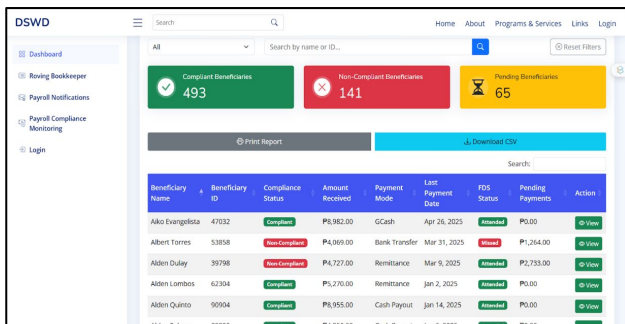 DSWD
Search
Home About Programs & Services Links Login
Dashboard
Roving Bookkeeper
Payroll Notifications
Payroll Compliance
Monitoring
Login
All
Search by name or ID...
Reset Filters
Compliant Beneficiaries
493
Non-Compliant Beneficiaries
141
Pending Beneficiaries
65
Print Report
Download CSV
Search:
Beneficiary Name Beneficiary ID Compliance Status Amount Received Payment Mode Last Payment Date FDS Status Pending Payments Action
Aiko Evangelista 47032 Compliant ₱8,982.00 GCash Apr 26, 2025 Attended ₱0.00 View
Albert Torres 53858 Non-Compliant ₱4,069.00 Bank Transfer Mar 31, 2025 Missed ₱1,264.00 View
Alden Dulay 39798 Non-Compliant ₱4,727.00 Remittance Mar 9, 2025 Attended ₱2,733.00 View
Alden Lombos 62304 Compliant ₱5,270.00 Remittance Jan 2, 2025 Attended ₱0.00 View
Alden Quinto 90904 Compliant ₱8,955.00 Cash Payout Jan 14, 2025 Attended ₱0.00 View